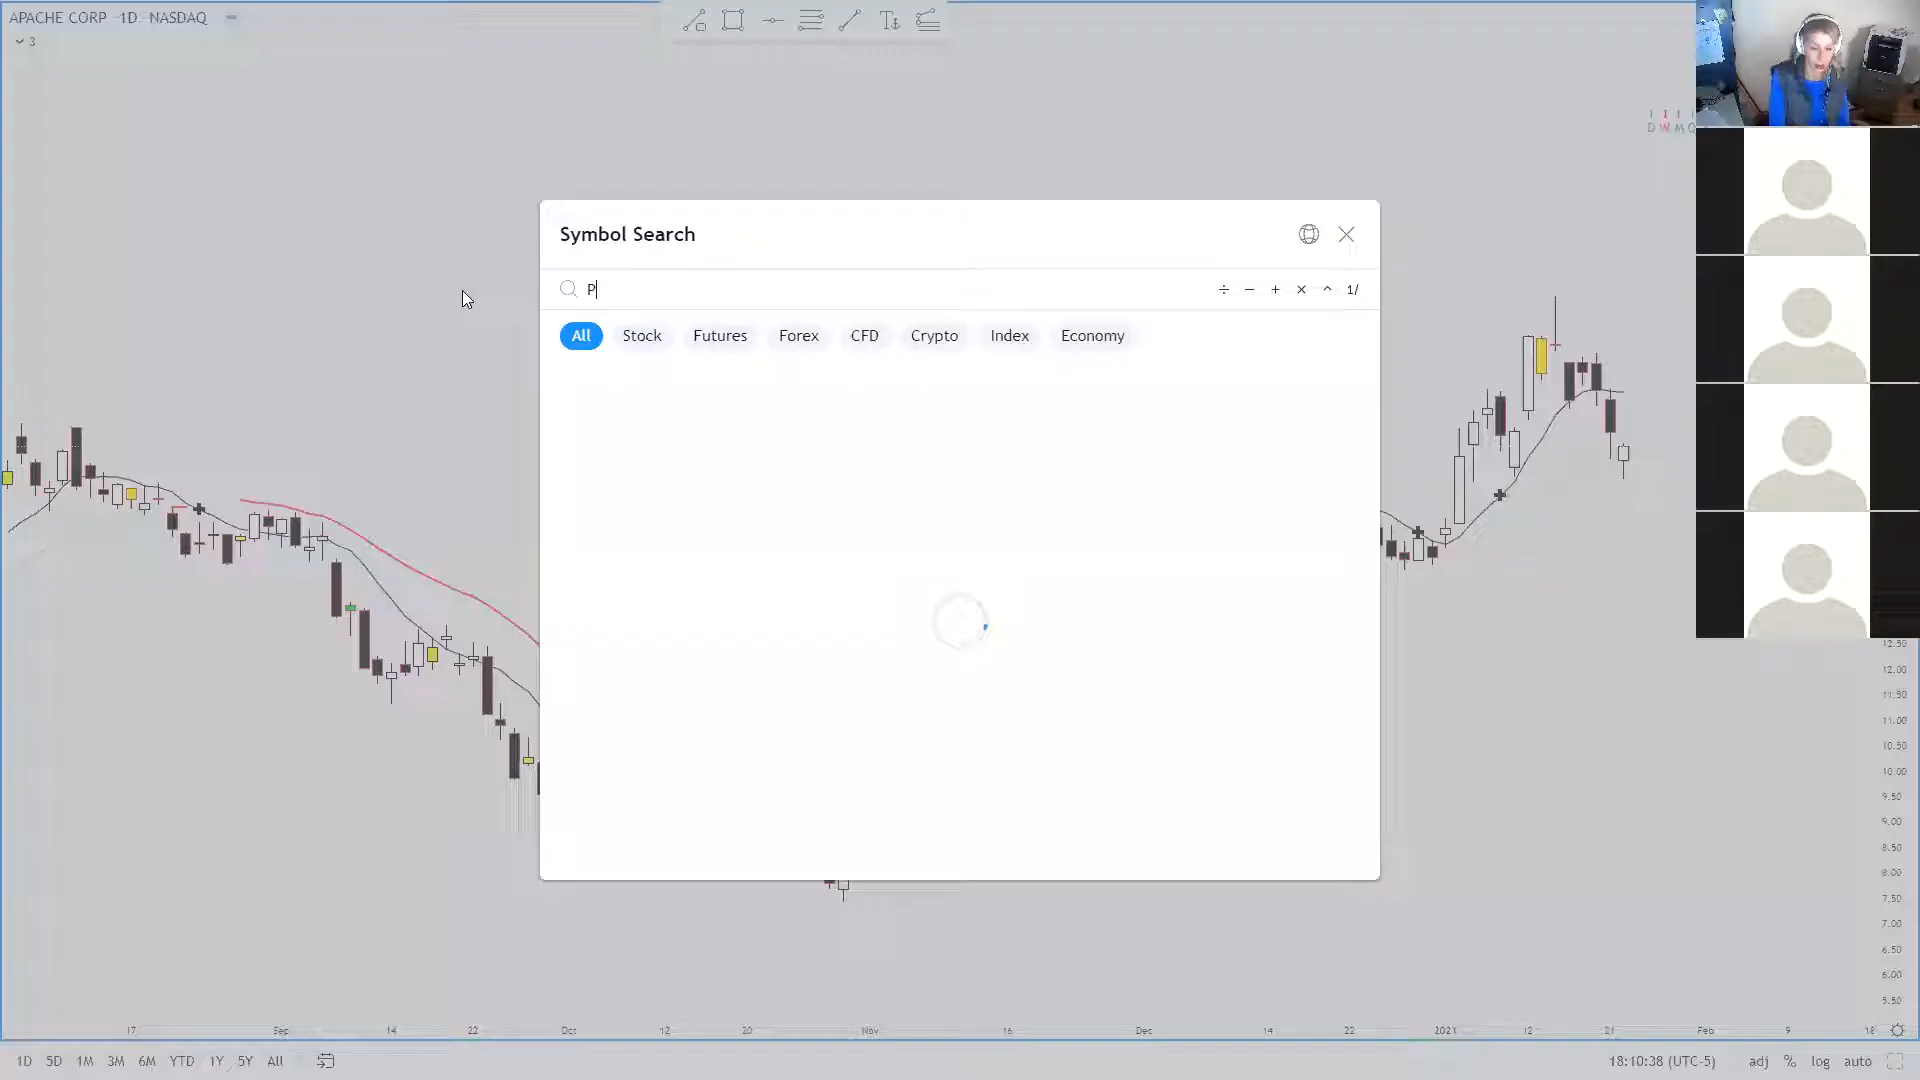 APACHE CORP 1D NASDAQ
3
D W M Q
Symbol Search
P
÷ − + × ^ 1/
All Stock Futures Forex CFD Crypto Index Economy
12.50
12.00
11.50
11.00
10.50
10.00
9.50
9.00
8.50
8.00
7.50
7.00
6.50
6.00
5.50
17 Sep 14 22 Oct 12 20 Nov 16 Dec 14 22 2021 12 21 Feb 9 18
1D 5D 1M 3M 6M YTD 1Y 5Y All
18:10:38 (UTC-5) adj % log auto